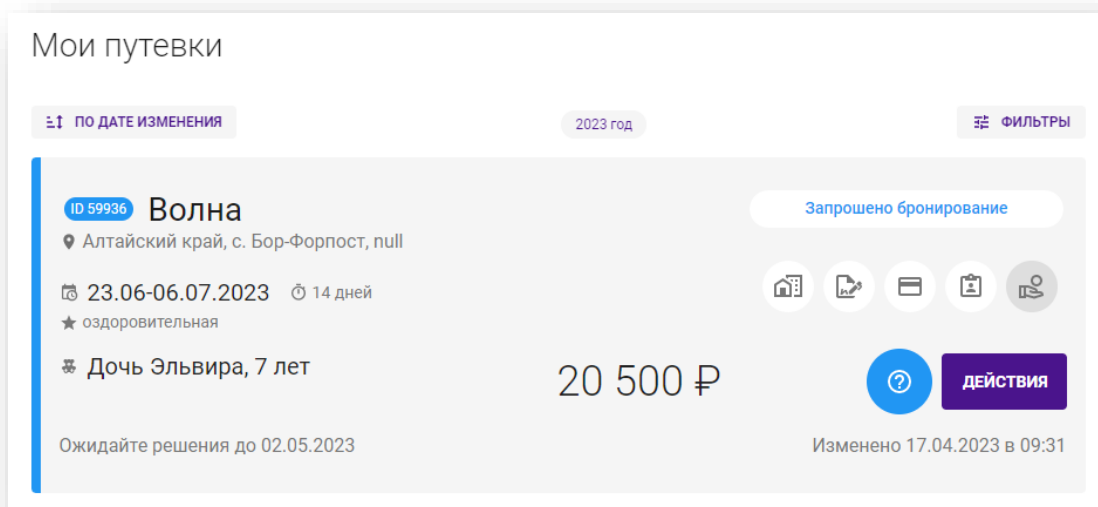 Мои путевки
ПО ДАТЕ ИЗМЕНЕНИЯ
2023 год
ФИЛЬТРЫ
ID 59936 Волна
Запрошено бронирование
Алтайский край, с. Бор-Форпост, null
23.06-06.07.2023 14 дней
оздоровительная
Дочь Эльвира, 7 лет
20 500 ₽
ДЕЙСТВИЯ
Ожидайте решения до 02.05.2023
Изменено 17.04.2023 в 09:31